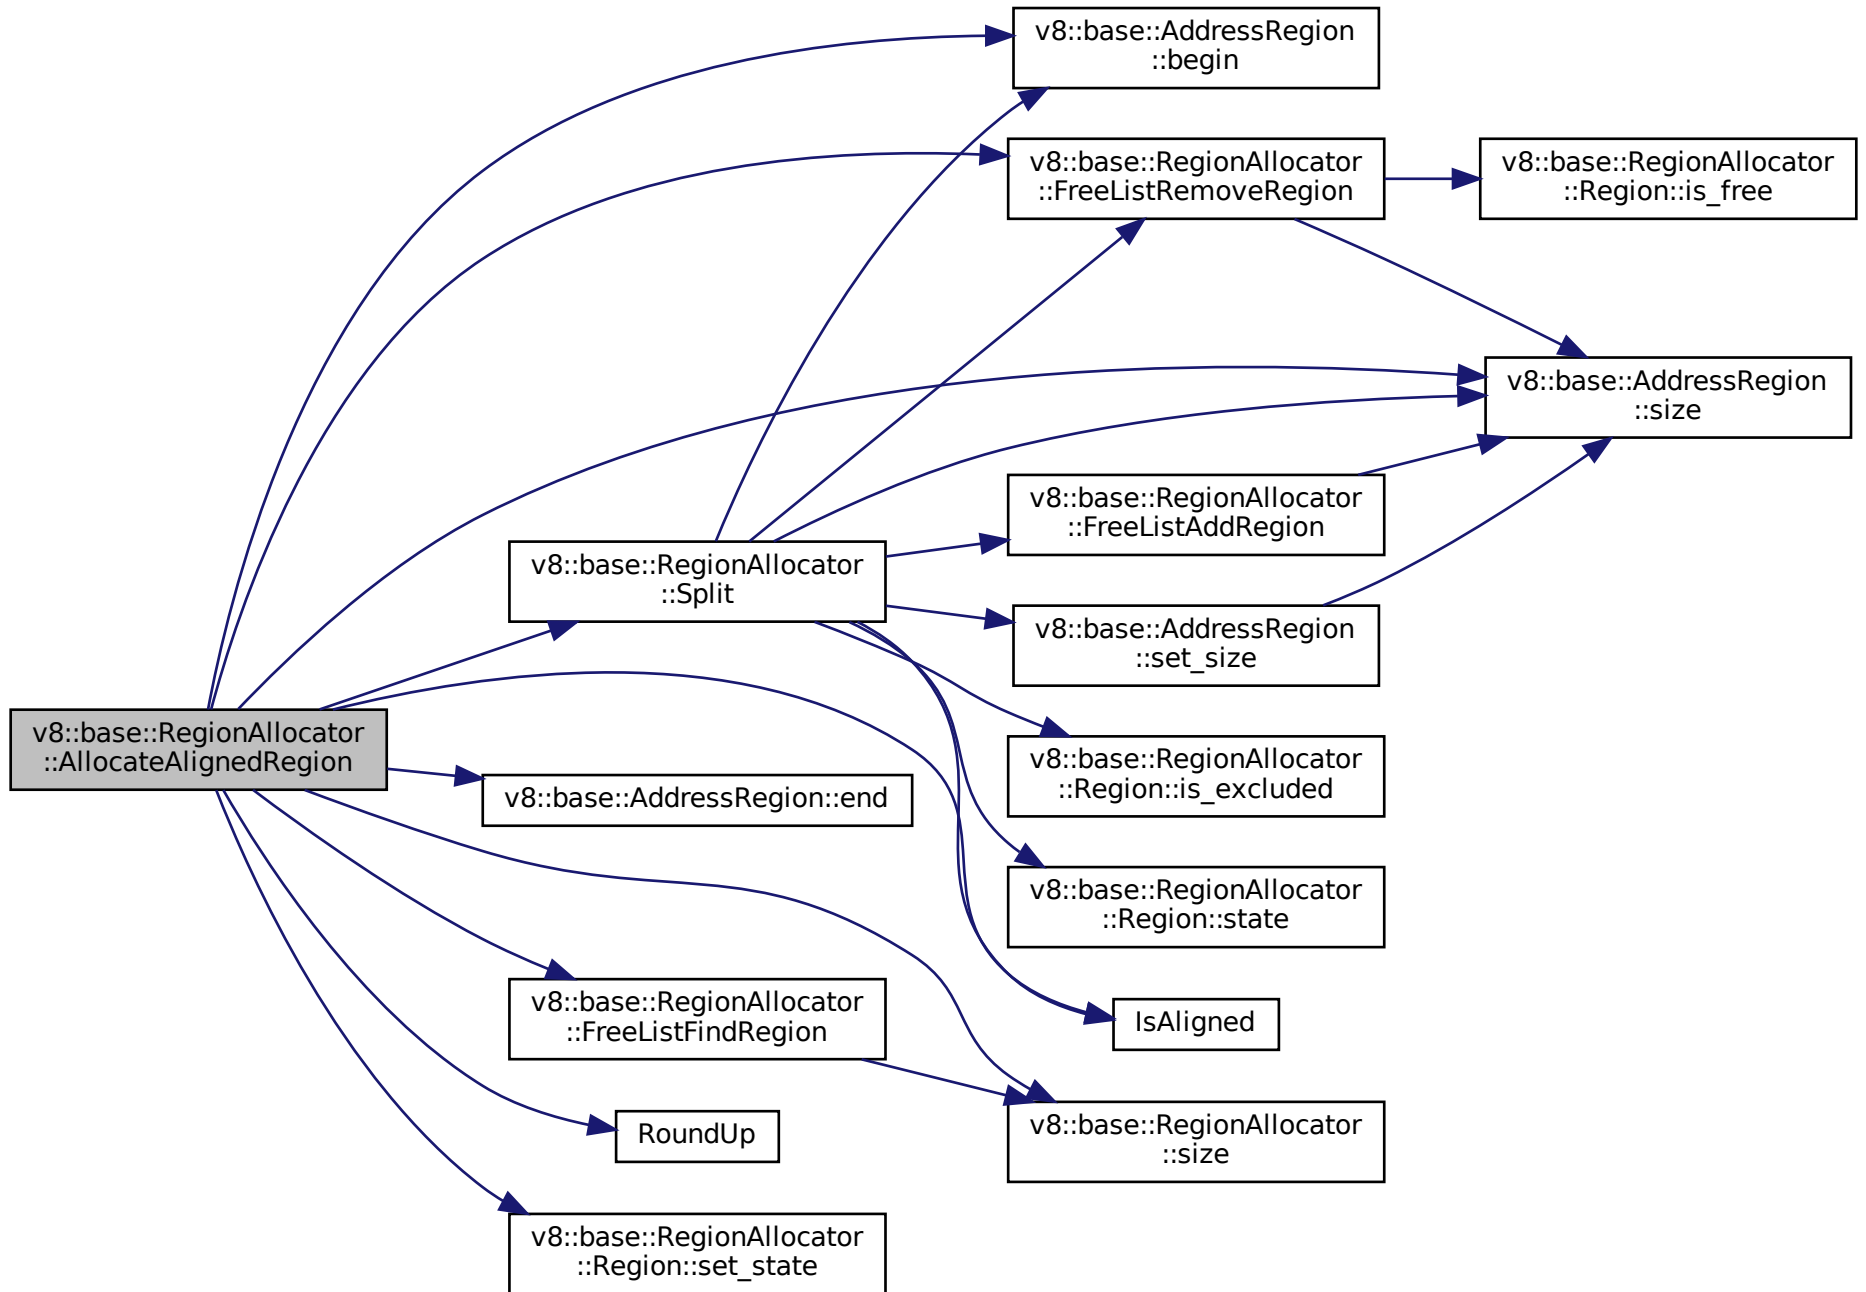 v8::base::AddressRegion
::begin
v8::base::RegionAllocator
::FreeListRemoveRegion
v8::base::RegionAllocator
::Region::is_free
v8::base::AddressRegion
::size
v8::base::RegionAllocator
::FreeListAddRegion
v8::base::RegionAllocator
::Split
v8::base::AddressRegion
::set_size
v8::base::RegionAllocator
::AllocateAlignedRegion
v8::base::RegionAllocator
::Region::is_excluded
v8::base::AddressRegion::end
v8::base::RegionAllocator
::Region::state
v8::base::RegionAllocator
::FreeListFindRegion
IsAligned
RoundUp
v8::base::RegionAllocator
::size
v8::base::RegionAllocator
::Region::set_state